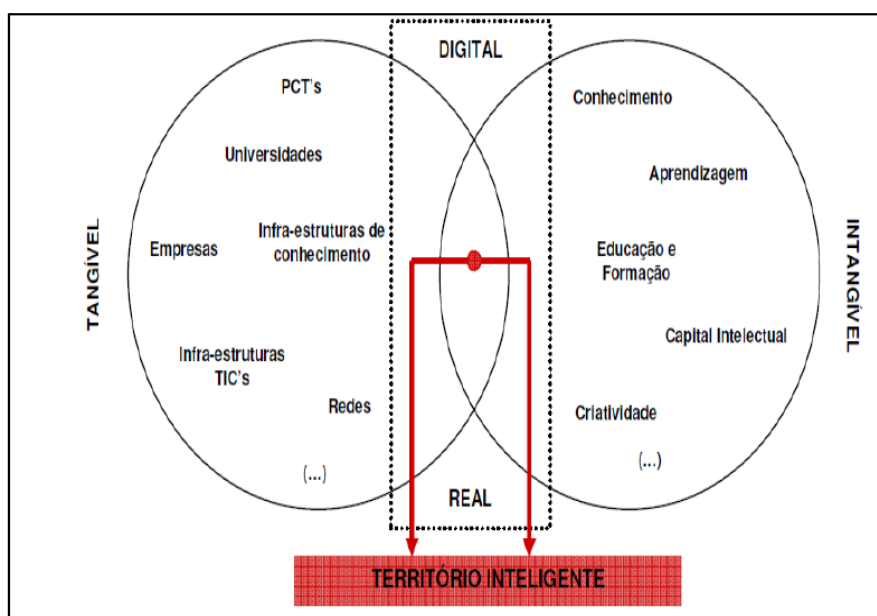 DIGITAL
PCT's
Universidades
Empresas
Infra-estruturas de
conhecimento
Infra-estruturas
TIC's
Redes
(...)
TANGÍVEL
Conhecimento
Aprendizagem
Educação e
Formação
Capital Intelectual
Criatividade
(...)
INTANGÍVEL
REAL
TERRITÓRIO INTELIGENTE